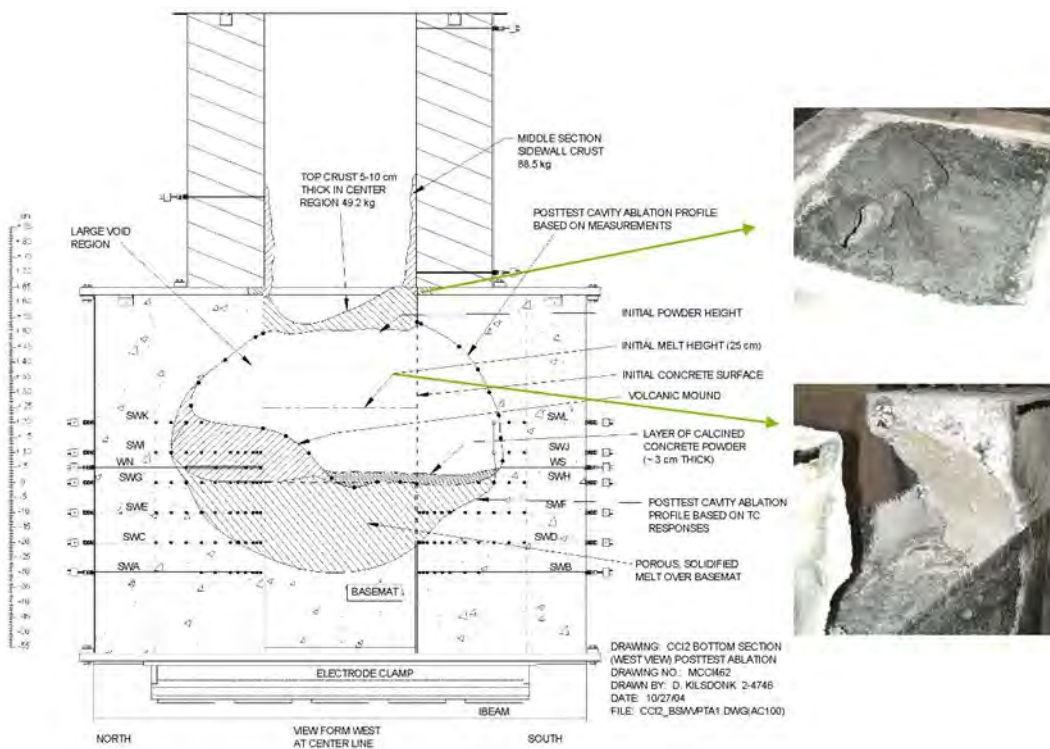 MIDDLE SECTION
SIDEWALL CRUST
88.5 kg
TOP CRUST 5-10 cm
THICK IN CENTER
REGION 49.2 kg
LARGE VOID
REGION
POSTTEST CAVITY ABLATION PROFILE
BASED ON MEASUREMENTS
INITIAL POWDER HEIGHT
INITIAL MELT HEIGHT (25 cm)
INITIAL CONCRETE SURFACE
VOLCANIC MOUND
LAYER OF CALCINED
CONCRETE POWDER
(~ 3 cm THICK)
POSTTEST CAVITY ABLATION
PROFILE BASED ON TC
RESPONSES
POROUS, SOLIDIFIED
MELT OVER BASEMAT
SWK
SWL
SWI
SWJ
WN
WS
SWG
SWH
SWE
SWF
SWC
SWD
SWA
SWB
BASEMAT
ELECTRODE CLAMP
IBEAM
NORTH
VIEW FORM WEST
AT CENTER LINE
SOUTH
DRAWING: CCI2 BOTTOM SECTION
(WEST VIEW) POSTTEST ABLATION
DRAWING NO.: MCCI462
DRAWN BY: D. KILSDONK 2-4746
DATE: 10/27/04
FILE: CCI2_BSWVPTA1.DWG(AC100)